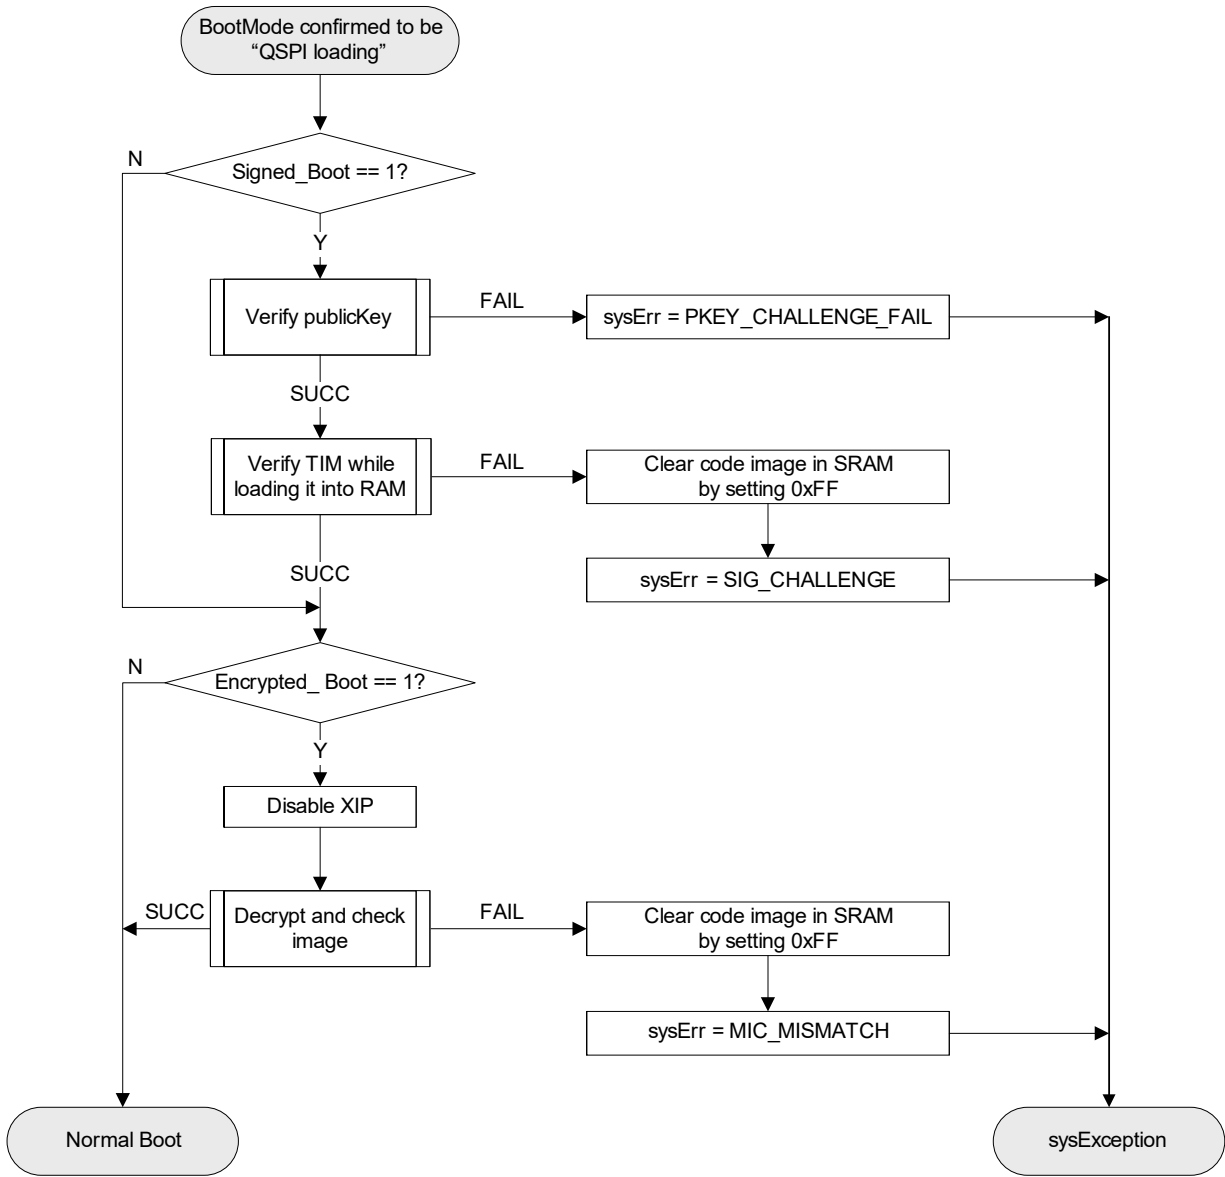 BootMode confirmed to be
“QSPI loading”
N
Signed_Boot == 1?
Y
Verify publicKey
FAIL
sysErr = PKEY_CHALLENGE_FAIL
SUCC
Verify TIM while
loading it into RAM
FAIL
Clear code image in SRAM
by setting 0xFF
SUCC
sysErr = SIG_CHALLENGE
N
Encrypted_ Boot == 1?
Y
Disable XIP
SUCC
Decrypt and check
image
FAIL
Clear code image in SRAM
by setting 0xFF
sysErr = MIC_MISMATCH
Normal Boot
sysException